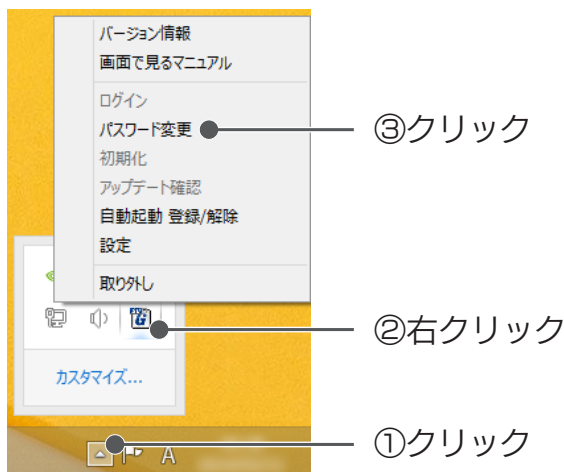 バージョン情報
画面で見るマニュアル
ログイン
パスワード変更
③クリック
初期化
アップデート確認
自動起動 登録/解除
設定
取り外し
②右クリック
カスタマイズ...
①クリック
A